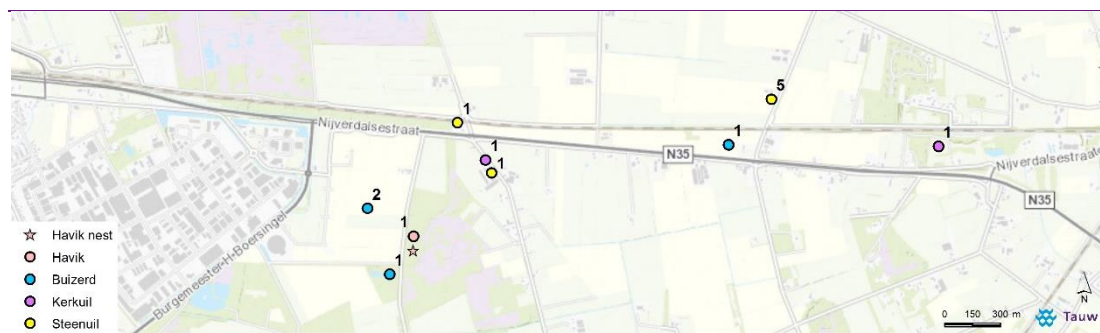 5
1
Nijverdalsestraat
1
1
N35
1
1
1
Nijverdalsestraat
2
N35
1
1
Burgemeester-H-Boersingel
Havik nest
Havik
Buizerd
Kerkuil
Steenuil
N
0 150 300 m
Tauw